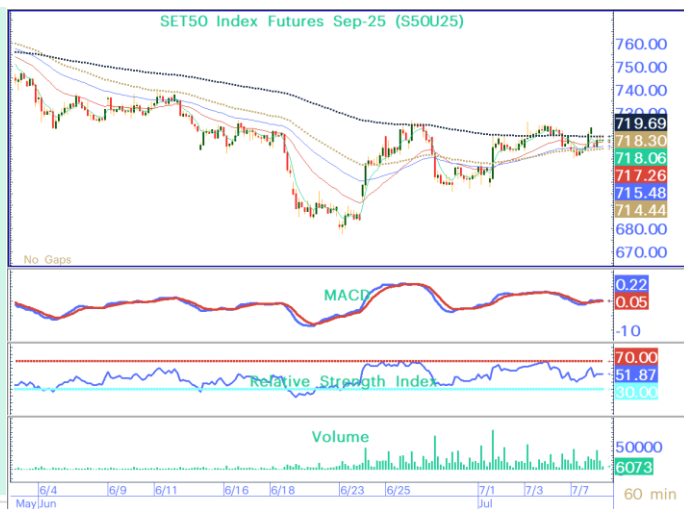 SET50 Index Futures Sep-25 (S50U25)
760.00
750.00
740.00
730.00
719.69
718.30
718.06
717.26
715.48
714.44
680.00
670.00
No Gaps
MACD
0.22
0.05
-10
Relative Strength Index
70.00
51.87
30.00
Volume
50000
6073
6/4 6/9 6/11 6/16 6/18 6/23 6/25 7/1 7/3 7/7
May Jun Jul
60 min